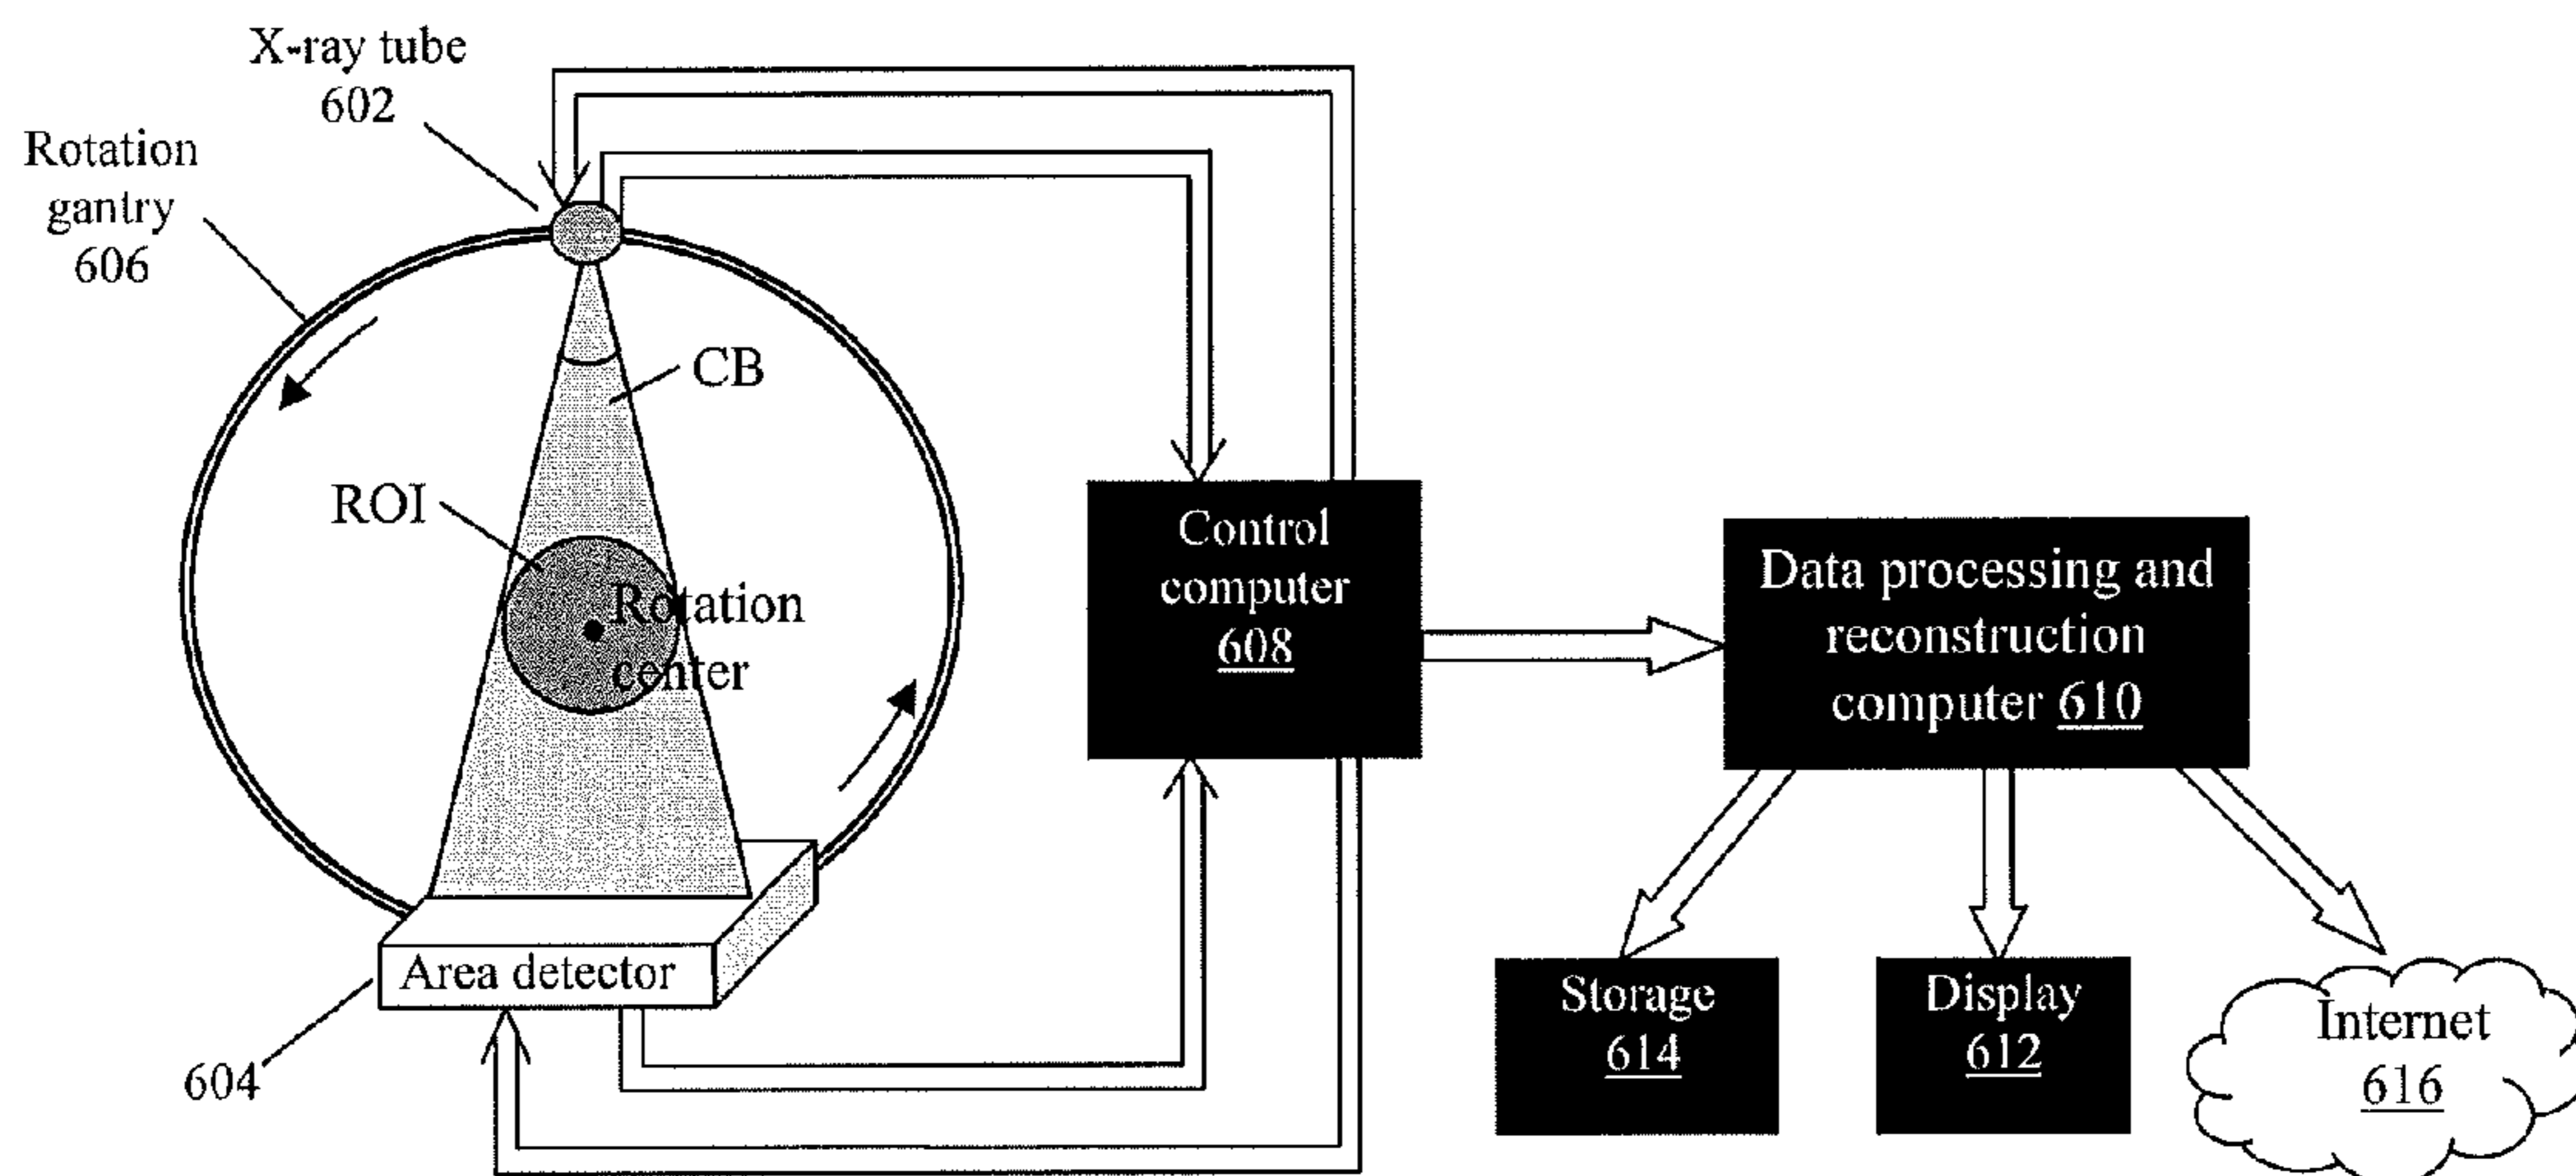 X-ray tube
602
Rotation
gantry
606
CB
ROI
Rotation
center
Control
computer
608
Data processing and
reconstruction
computer 610
Area detector
604
Storage
614
Display
612
Internet
616